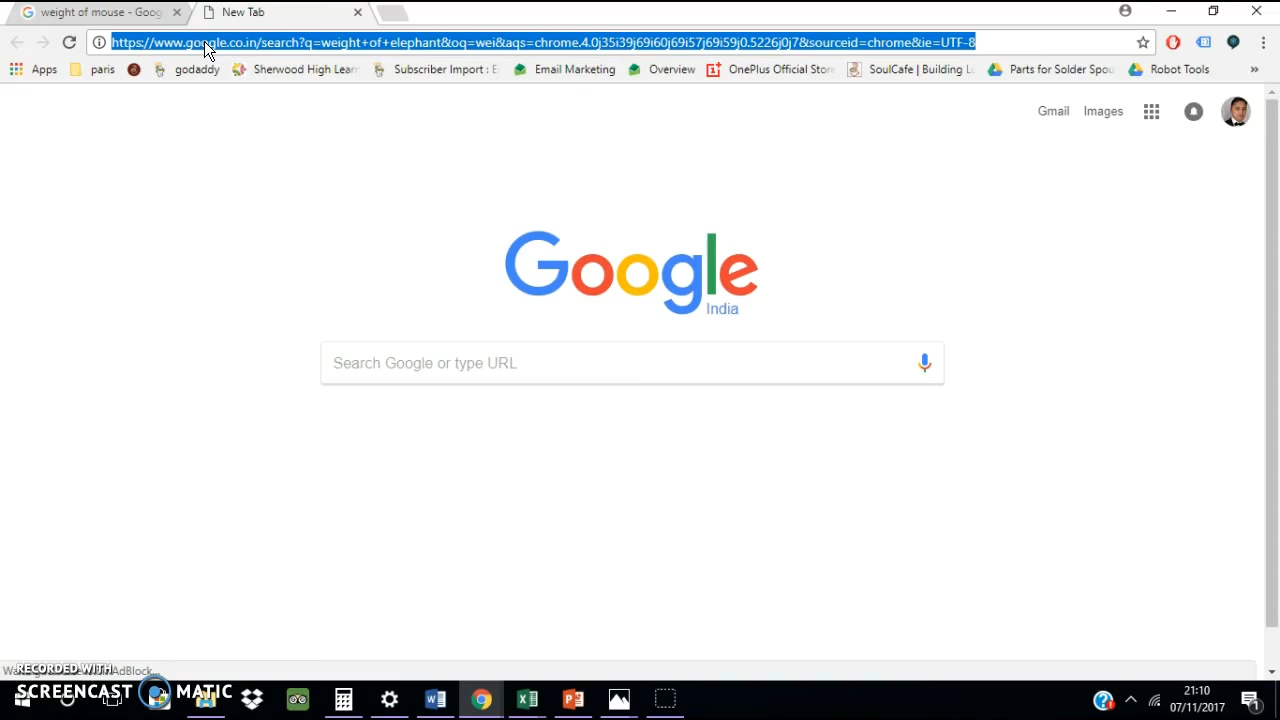 weight of mouse - Goog
New Tab
https://www.google.co.in/search?q=weight+of+elephant&oq=wei&aqs=chrome.4.0j35i39j69i60j69i57j69i59j0.5226j0j7&sourceid=chrome&ie=UTF-8
Apps paris godaddy Sherwood High Lear Subscriber Import : E Email Marketing Overview OnePlus Official Store SoulCafe | Building L Parts for Solder Spou Robot Tools »
Gmail Images
Google
India
Search Google or type URL
AdBlock...
RECORDED WITH
SCREENCAST MATIC
21:10
07/11/2017